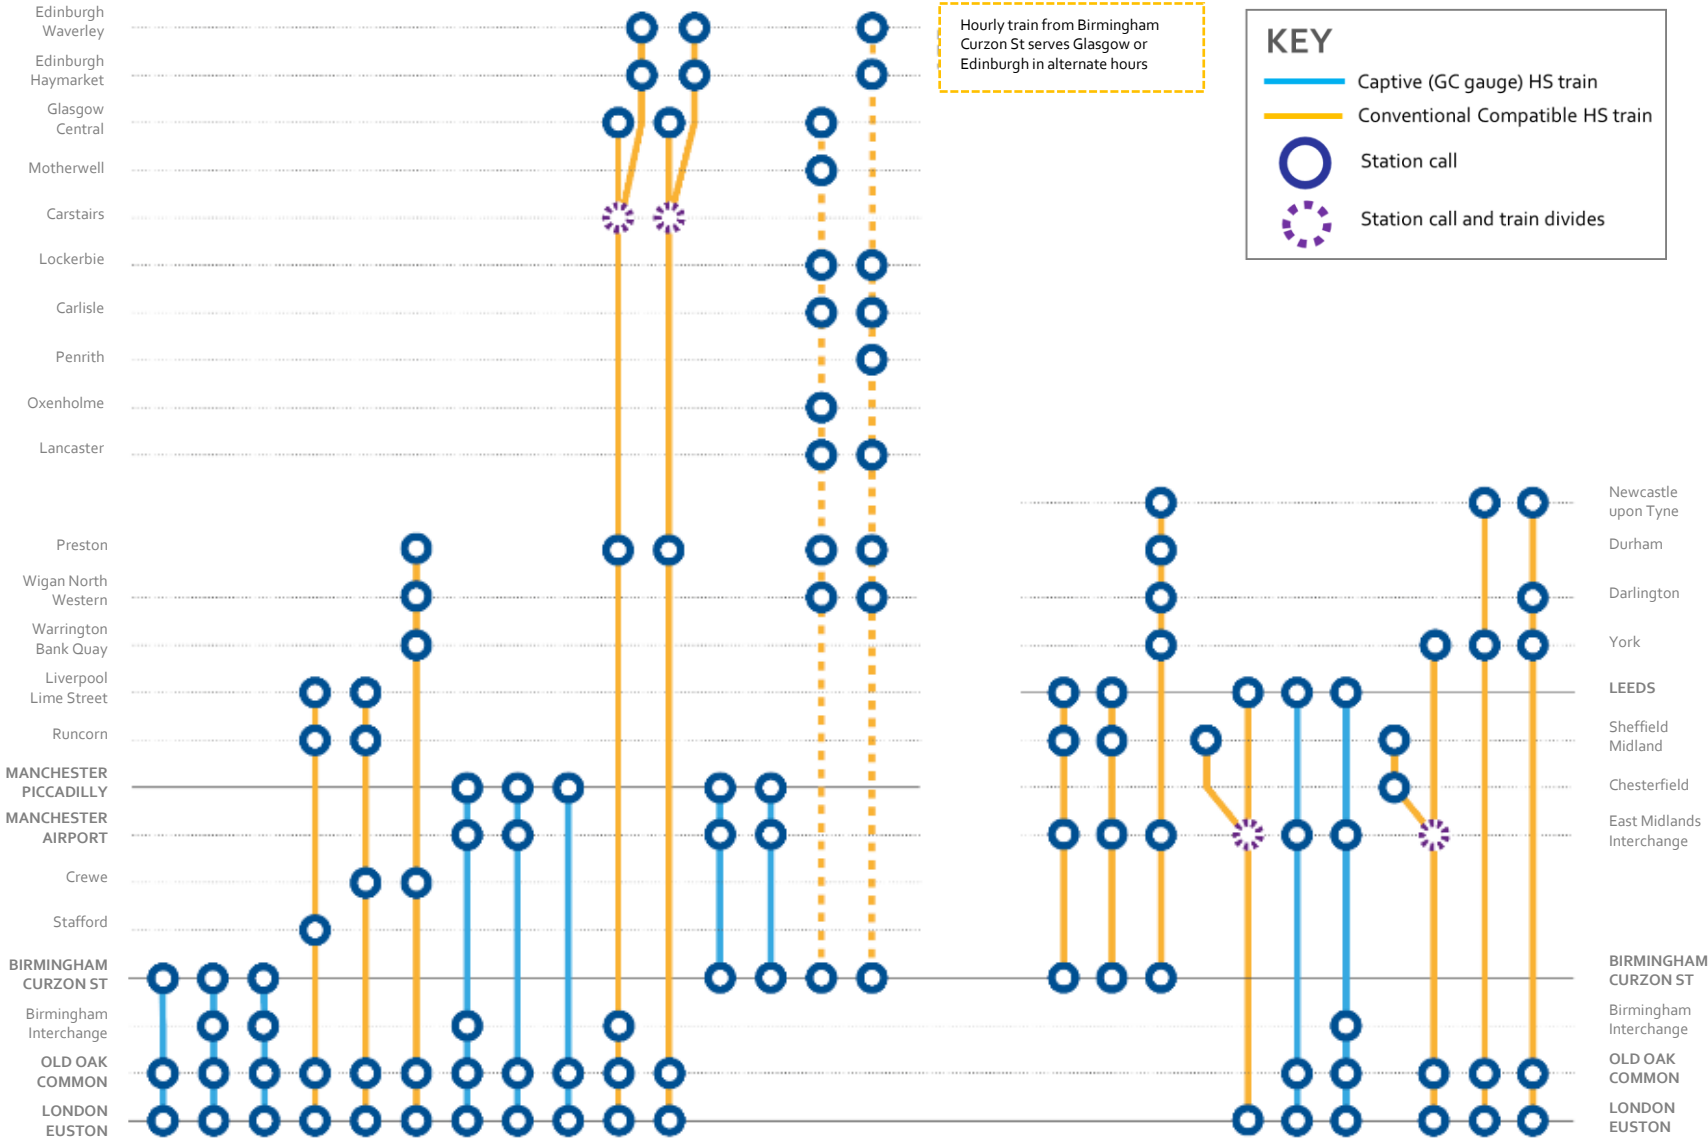 Edinburgh
Waverley
Edinburgh
Haymarket
Glasgow
Central
Motherwell
Carstairs
Lockerbie
Carlisle
Penrith
Oxenholme
Lancaster
Preston
Wigan North
Western
Warrington
Bank Quay
Liverpool
Lime Street
Runcorn
MANCHESTER
PICCADILLY
MANCHESTER
AIRPORT
Crewe
Stafford
BIRMINGHAM
CURZON ST
Birmingham
Interchange
OLD OAK
COMMON
LONDON
EUSTON
Hourly train from Birmingham
Curzon St serves Glasgow or
Edinburgh in alternate hours
KEY
Captive (GC gauge) HS train
Conventional Compatible HS train
Station call
Station call and train divides
Newcastle
upon Tyne
Durham
Darlington
York
LEEDS
Sheffield
Midland
Chesterfield
East Midlands
Interchange
BIRMINGHAM
CURZON ST
Birmingham
Interchange
OLD OAK
COMMON
LONDON
EUSTON